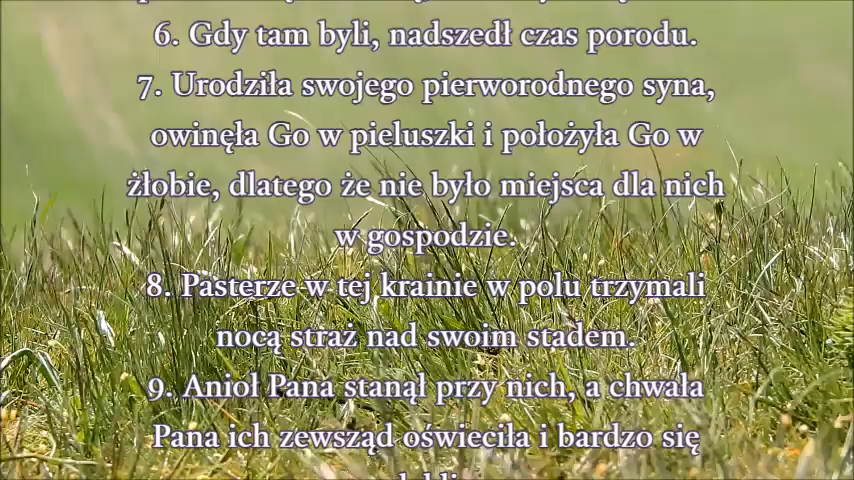 6. Gdy tam byli, nadszedł czas porodu.
7. Urodziła swojego pierworodnego syna,
owinęła Go w pieluszki i położyła Go w
żłobie, dlatego że nie było miejsca dla nich
w gospodzie.
8. Pasterze w tej krainie w polu trzymali
nocą straż nad swoim stadem.
9. Anioł Pana stanął przy nich, a chwała
Pana ich zewsząd oświeciła i bardzo się